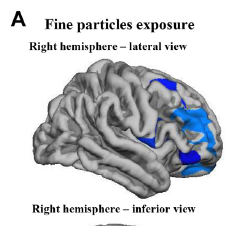 A
Fine particles exposure
Right hemisphere – lateral view
Right hemisphere – inferior view